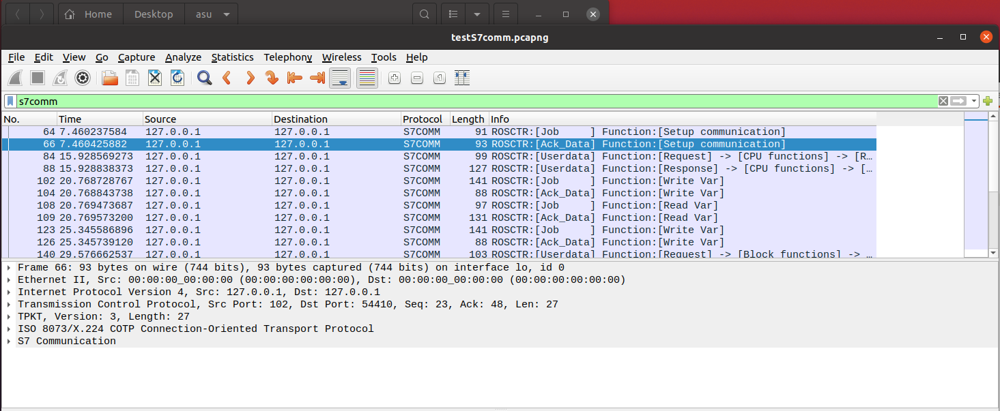 Home Desktop asu
testS7comm.pcapng
File Edit View Go Capture Analyze Statistics Telephony Wireless Tools Help
s7comm
No. Time Source Destination Protocol Length Info
64 7.460237584 127.0.0.1 127.0.0.1 S7COMM 91 ROSCTR:[Job     ] Function:[Setup communication]
66 7.460425882 127.0.0.1 127.0.0.1 S7COMM 93 ROSCTR:[Ack_Data] Function:[Setup communication]
84 15.928569273 127.0.0.1 127.0.0.1 S7COMM 99 ROSCTR:[Userdata] Function:[Request] -> [CPU functions] -> [R…
88 15.928838373 127.0.0.1 127.0.0.1 S7COMM 127 ROSCTR:[Userdata] Function:[Response] -> [CPU functions] -> […
102 20.768728767 127.0.0.1 127.0.0.1 S7COMM 141 ROSCTR:[Job     ] Function:[Write Var]
104 20.768843738 127.0.0.1 127.0.0.1 S7COMM 88 ROSCTR:[Ack_Data] Function:[Write Var]
108 20.769473687 127.0.0.1 127.0.0.1 S7COMM 97 ROSCTR:[Job     ] Function:[Read Var]
109 20.769573200 127.0.0.1 127.0.0.1 S7COMM 131 ROSCTR:[Ack_Data] Function:[Read Var]
123 25.345586896 127.0.0.1 127.0.0.1 S7COMM 141 ROSCTR:[Job     ] Function:[Write Var]
126 25.345739120 127.0.0.1 127.0.0.1 S7COMM 88 ROSCTR:[Ack_Data] Function:[Write Var]
140 29.576662537 127.0.0.1 127.0.0.1 S7COMM 103 ROSCTR:[Userdata] Function:[Request] -> [Block functions] -> …
Frame 66: 93 bytes on wire (744 bits), 93 bytes captured (744 bits) on interface lo, id 0
Ethernet II, Src: 00:00:00_00:00:00 (00:00:00:00:00:00), Dst: 00:00:00_00:00:00 (00:00:00:00:00:00)
Internet Protocol Version 4, Src: 127.0.0.1, Dst: 127.0.0.1
Transmission Control Protocol, Src Port: 102, Dst Port: 54410, Seq: 23, Ack: 48, Len: 27
TPKT, Version: 3, Length: 27
ISO 8073/X.224 COTP Connection-Oriented Transport Protocol
S7 Communication